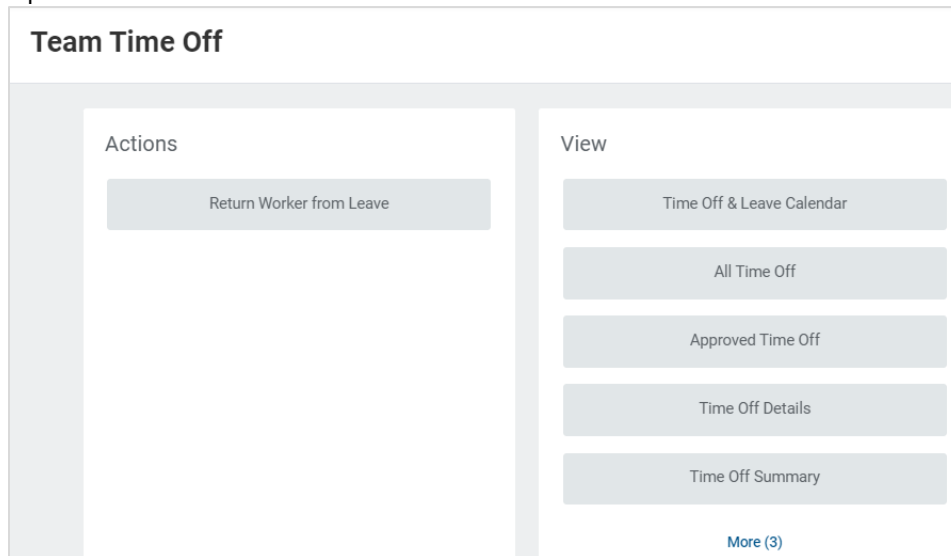 Team Time Off
Actions
Return Worker from Leave
View
Time Off & Leave Calendar
All Time Off
Approved Time Off
Time Off Details
Time Off Summary
More (3)